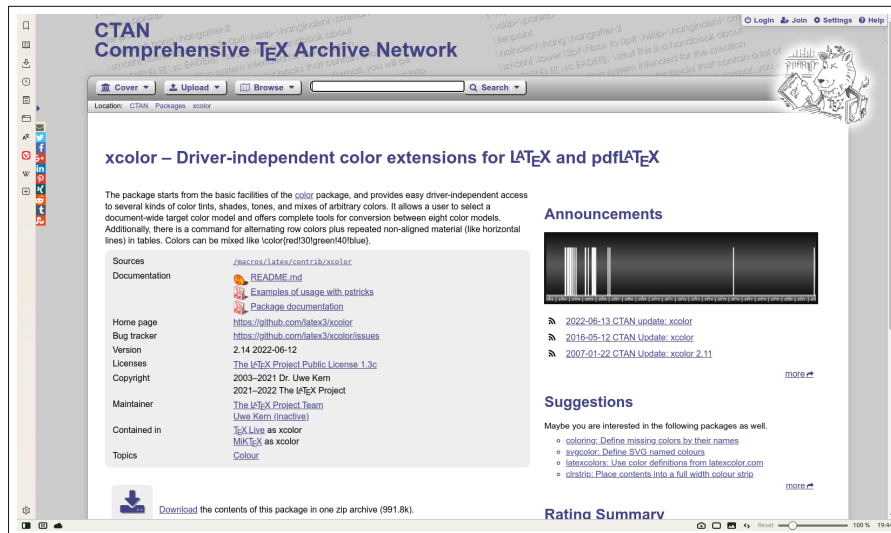 CTAN
Comprehensive TEX Archive Network
Login Join Settings Help
Cover Upload Browse Search
Location: CTAN Packages xcolor
xcolor – Driver-independent color extensions for LATEX and pdfLATEX
The package starts from the basic facilities of the color package, and provides easy driver-independent access
to several kinds of color tints, shades, tones, and mixes of arbitrary colors. It allows a user to select a
document-wide target color model and offers complete tools for conversion between eight color models.
Additionally, there is a command for alternating row colors plus repeated non-aligned material (like horizontal
lines) in tables. Colors can be mixed like \color{red!30!green!40!blue}.
Sources /macros/latex/contrib/xcolor
Documentation README.md
Examples of usage with pstricks
Package documentation
Home page https://github.com/latex3/xcolor
Bug tracker https://github.com/latex3/xcolor/issues
Version 2.14 2022-06-12
Licenses The LATEX Project Public License 1.3c
Copyright 2003–2021 Dr. Uwe Kern
2021–2022 The LATEX Project
Maintainer The LATEX Project Team
Uwe Kern (inactive)
Contained in TEX Live as xcolor
MiKTEX as xcolor
Topics Colour
Download the contents of this package in one zip archive (991.8k).
Announcements
2022-06-13 CTAN update: xcolor
2016-05-12 CTAN Update: xcolor
2007-01-22 CTAN Update: xcolor 2.11
more
Suggestions
Maybe you are interested in the following packages as well.
coloring: Define missing colors by their names
svgcolor: Define SVG named colours
latexcolors: Use color definitions from latexcolor.com
clrstrip: Place contents into a full width colour strip
more
Rating Summary
Reset 100 % 19:44